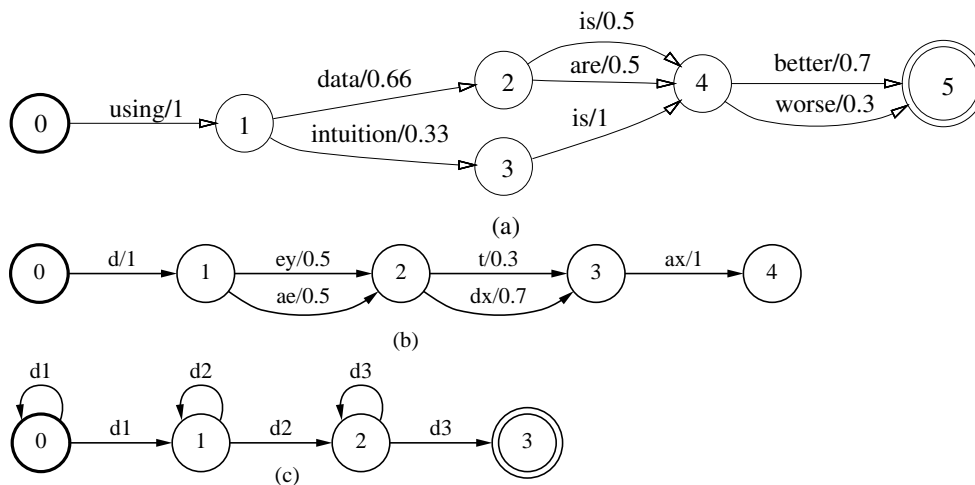 is/0.5
data/0.66 2 are/0.5 4 better/0.7
0 using/1 1 5
intuition/0.33 is/1 worse/0.3
3
(a)
0 d/1 1 ey/0.5 2 t/0.3 3 ax/1 4
ae/0.5 dx/0.7
(b)
d1 d2 d3
0 d1 1 d2 2 d3 3
(c)